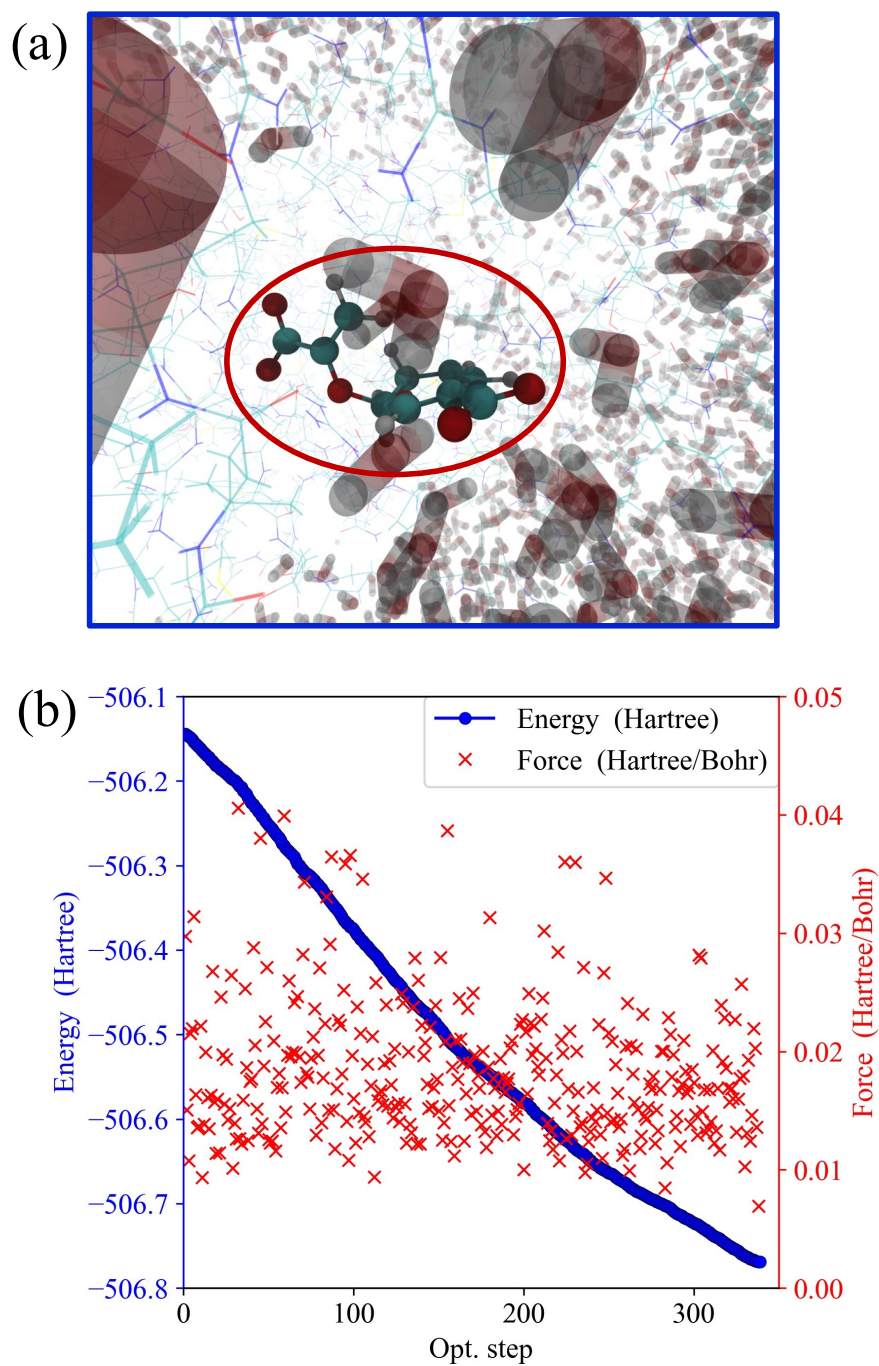 (a)
(b)
Energy (Hartree)
Force (Hartree/Bohr)
−506.1
−506.2
−506.3
−506.4
−506.5
−506.6
−506.7
−506.8
Energy (Hartree)
0.05
0.04
0.03
0.02
0.01
0.00
Force (Hartree/Bohr)
0
100
200
300
Opt. step